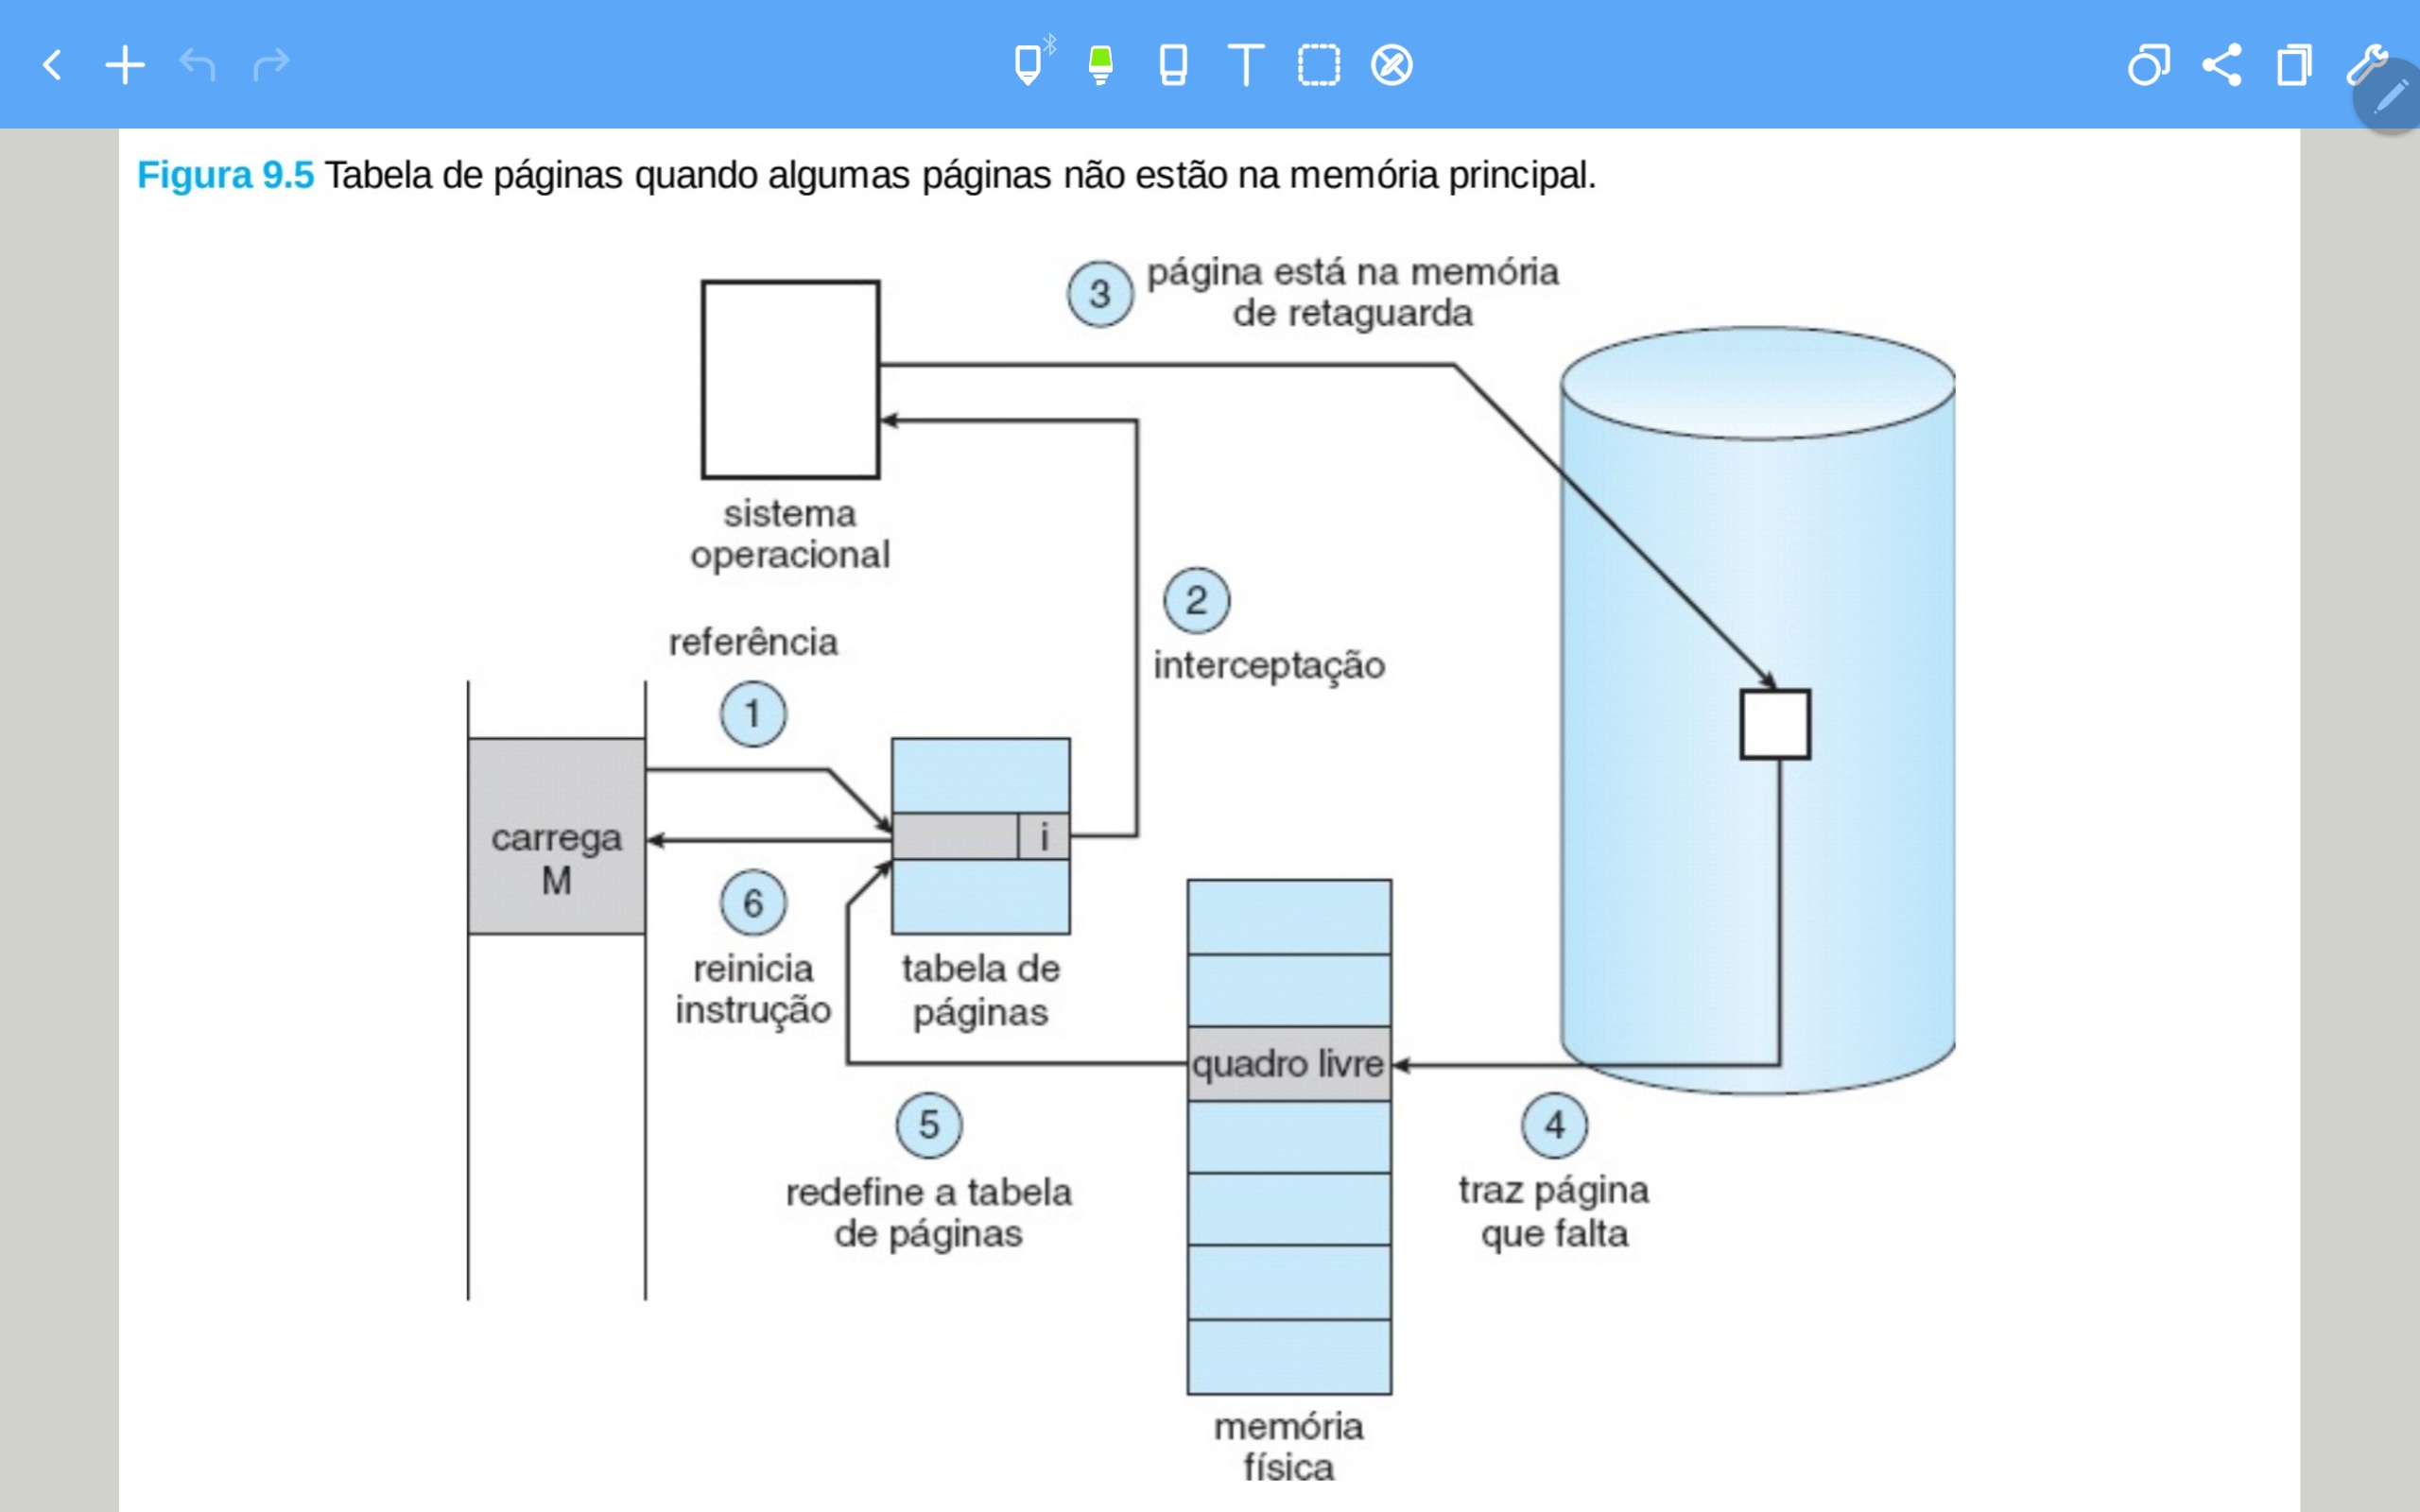 Figura 9.5 Tabela de páginas quando algumas páginas não estão na memória principal.
3
página está na memória
de retaguarda
sistema
operacional
2
interceptação
referência
1
carrega
M
i
6
reinicia
instrução
tabela de
páginas
quadro livre
5
redefine a tabela
de páginas
4
traz página
que falta
memória
física